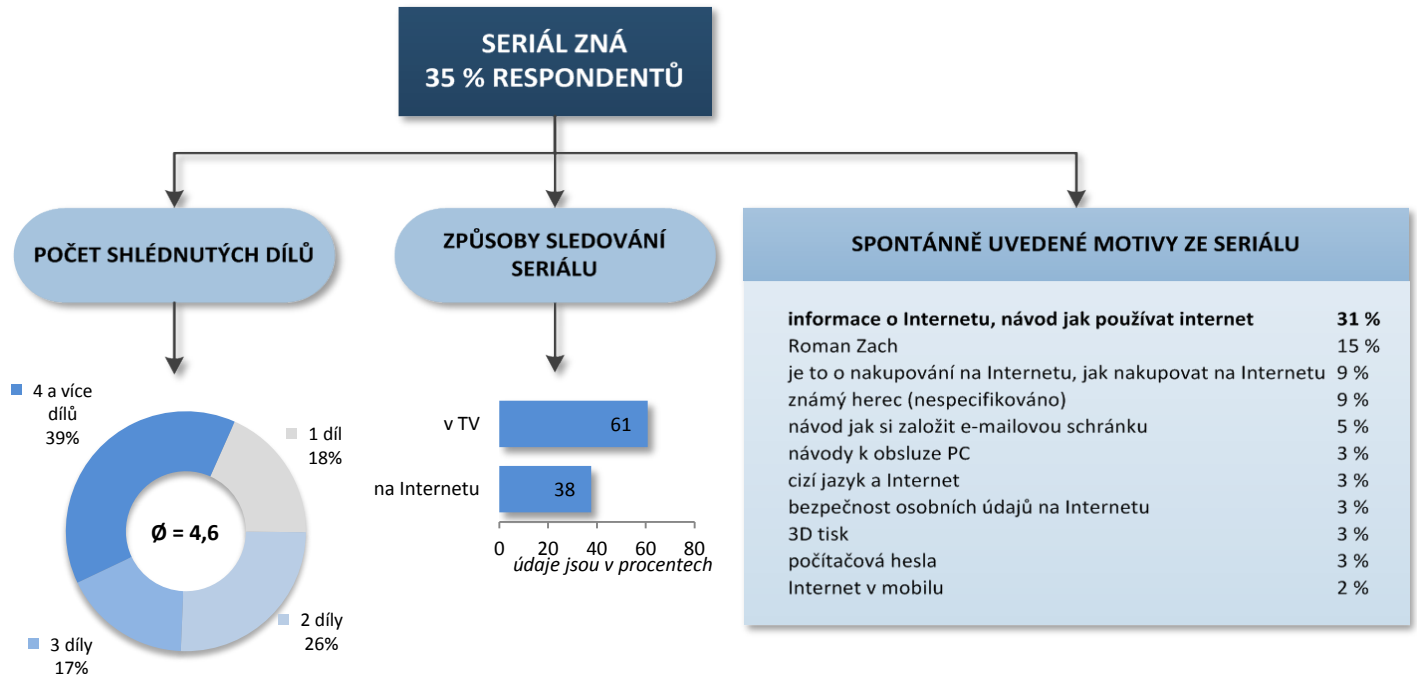 SERIÁL ZNÁ
35 % RESPONDENTŮ
POČET SHLÉDNUTÝCH DÍLŮ
4 a více
dílů
39%
1 díl
18%
Ø = 4,6
2 díly
26%
3 díly
17%
ZPŮSOBY SLEDOVÁNÍ
SERIÁLU
v TV 61
na Internetu 38
0 20 40 60 80
údaje jsou v procentech
SPONTÁNNĚ UVEDENÉ MOTIVY ZE SERIÁLU
informace o Internetu, návod jak používat internet 31 %
Roman Zach 15 %
je to o nakupování na Internetu, jak nakupovat na Internetu 9 %
známý herec (nespecifikováno) 9 %
návod jak si založit e-mailovou schránku 5 %
návody k obsluze PC 3 %
cizí jazyk a Internet 3 %
bezpečnost osobních údajů na Internetu 3 %
3D tisk 3 %
počítačová hesla 3 %
Internet v mobilu 2 %